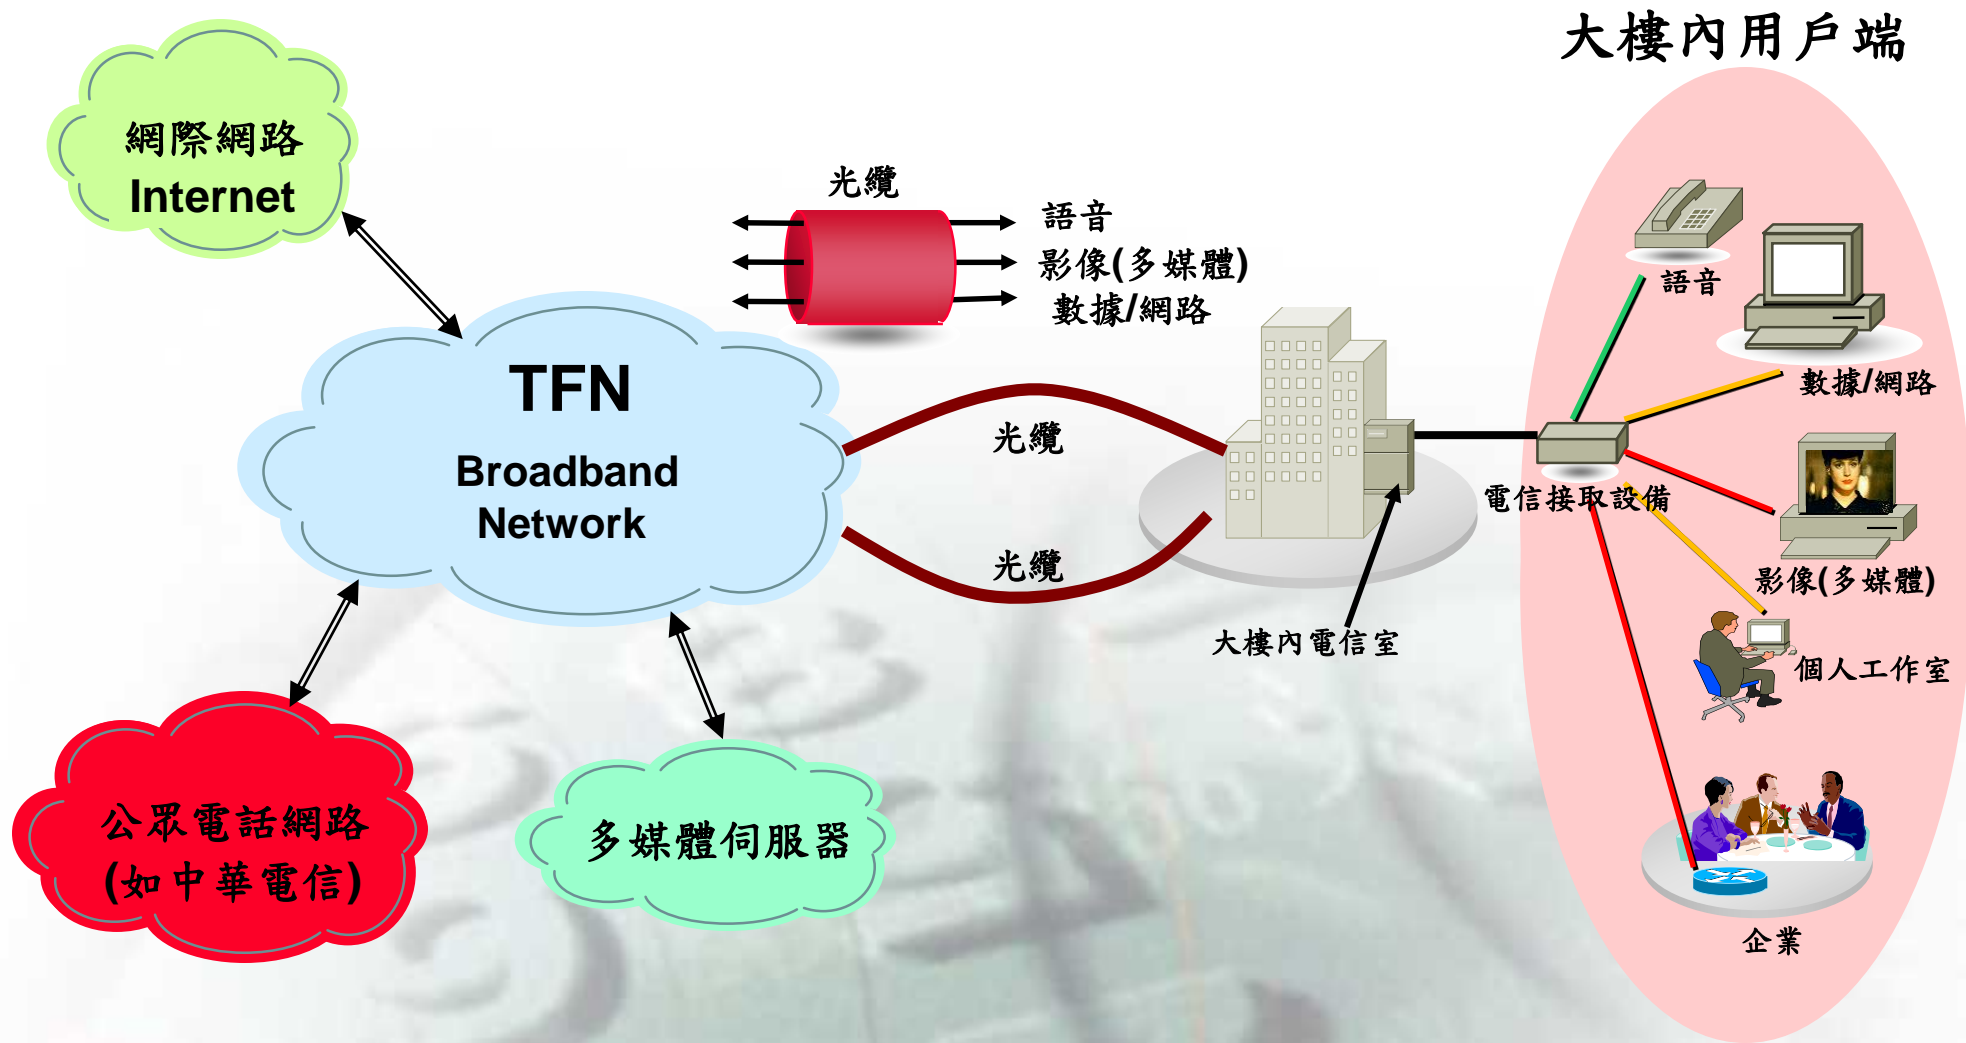 大樓內用戶端
網際網路
Internet
光纜
語音
影像(多媒體)
數據/網路
語音
數據/網路
TFN
Broadband
Network
光纜
光纜
電信接取設備
影像(多媒體)
大樓內電信室
個人工作室
公眾電話網路
(如中華電信)
多媒體伺服器
企業